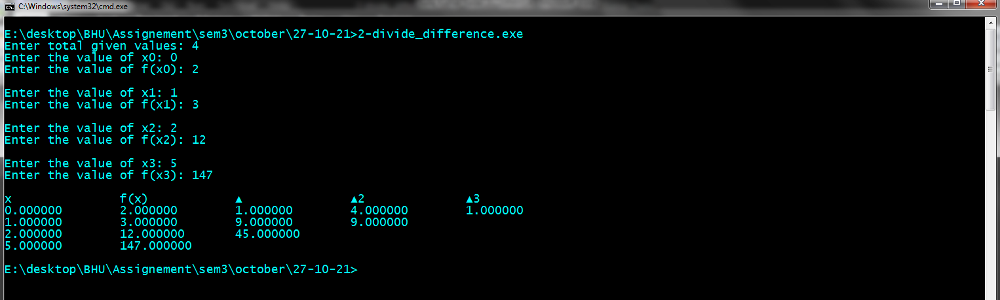 C:\Windows\system32\cmd.exe
E:\desktop\BHU\Assignement\sem3\october\27-10-21>2-divide_difference.exe
Enter total given values: 4
Enter the value of x0: 0
Enter the value of f(x0): 2
Enter the value of x1: 1
Enter the value of f(x1): 3
Enter the value of x2: 2
Enter the value of f(x2): 12
Enter the value of x3: 5
Enter the value of f(x3): 147
x f(x) ▲ ▲2 ▲3
0.000000 2.000000 1.000000 4.000000 1.000000
1.000000 3.000000 9.000000 9.000000
2.000000 12.000000 45.000000
5.000000 147.000000
E:\desktop\BHU\Assignement\sem3\october\27-10-21>